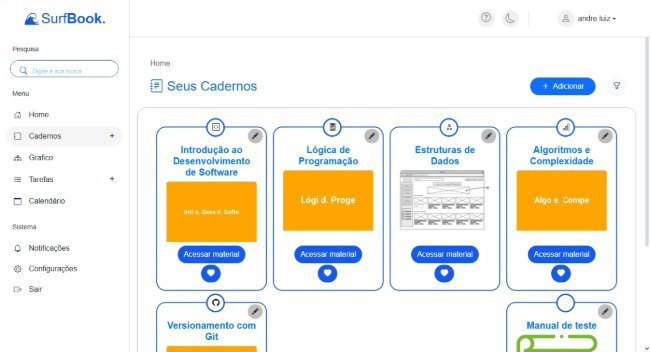 SurfBook.
andre luiz
Pesquisa
Digite a sua busca
Menu
Home
Cadernos
+
Grafico
Tarefas
+
Calendário
Sistema
Notificações
Configurações
Sair
Home
Seus Cadernos
+ Adicionar
Introdução ao
Desenvolvimento
de Software
Intr a. Dese d. Softw
Acessar material
Lógica de
Programação
Lógi d. Progr
Acessar material
Estruturas de
Dados
Acessar material
Algoritmos e
Complexidade
Algo e. Compe
Acessar material
Versionamento com
Git
Manual de teste